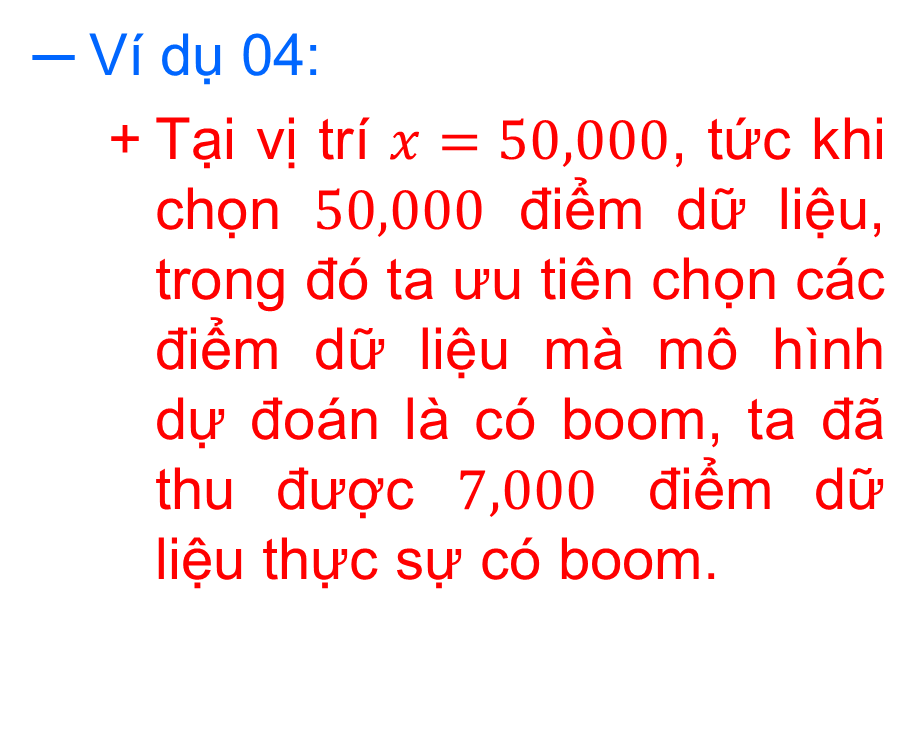 — Ví dụ 04:
+ Tại vị trí x = 50,000, tức khi
chọn 50,000 điểm dữ liệu,
trong đó ta ưu tiên chọn các
điểm dữ liệu mà mô hình
dự đoán là có boom, ta đã
thu được 7,000 điểm dữ
liệu thực sự có boom.